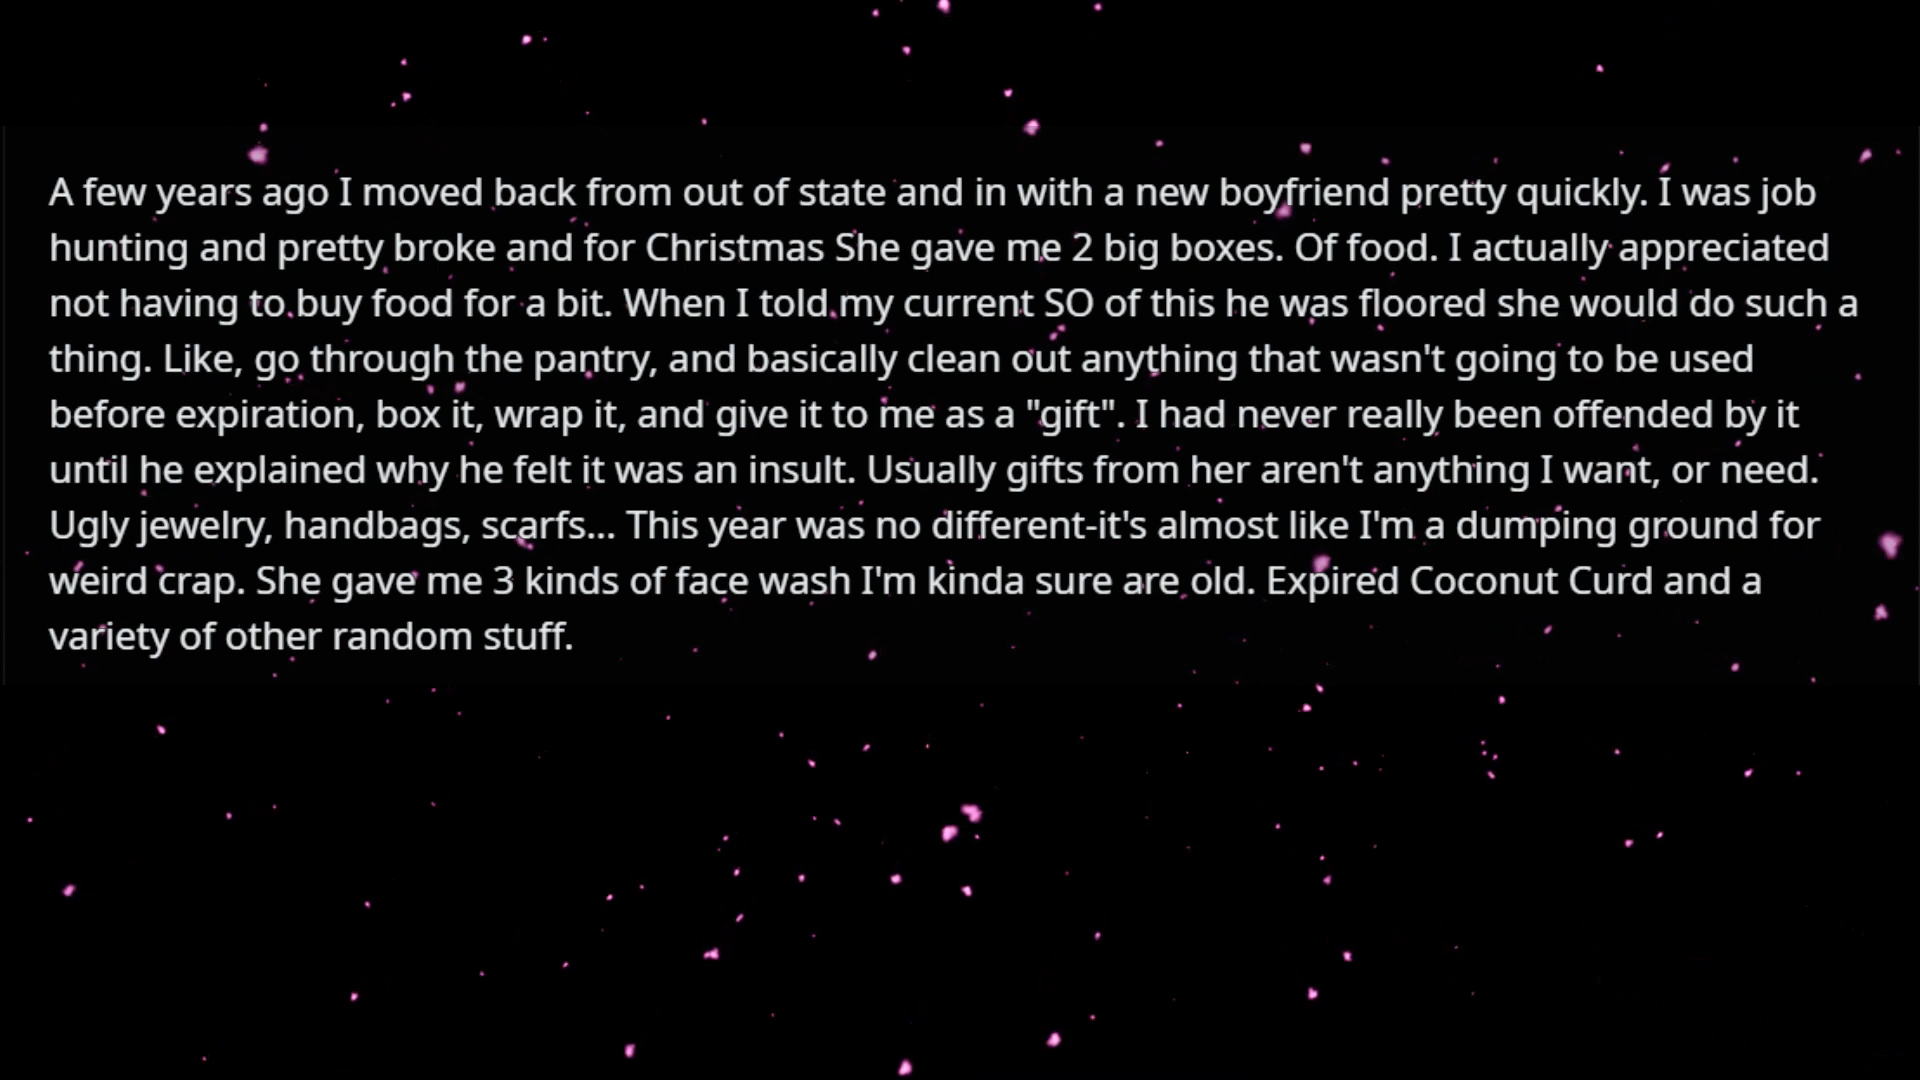 A few years ago I moved back from out of state and in with a new boyfriend pretty quickly. I was job
hunting and pretty broke and for Christmas She gave me 2 big boxes. Of food. I actually appreciated
not having to buy food for a bit. When I told my current SO of this he was floored she would do such a
thing. Like, go through the pantry, and basically clean out anything that wasn't going to be used
before expiration, box it, wrap it, and give it to me as a "gift". I had never really been offended by it
until he explained why he felt it was an insult. Usually gifts from her aren't anything I want, or need.
Ugly jewelry, handbags, scarfs... This year was no different-it's almost like I'm a dumping ground for
weird crap. She gave me 3 kinds of face wash I'm kinda sure are old. Expired Coconut Curd and a
variety of other random stuff.